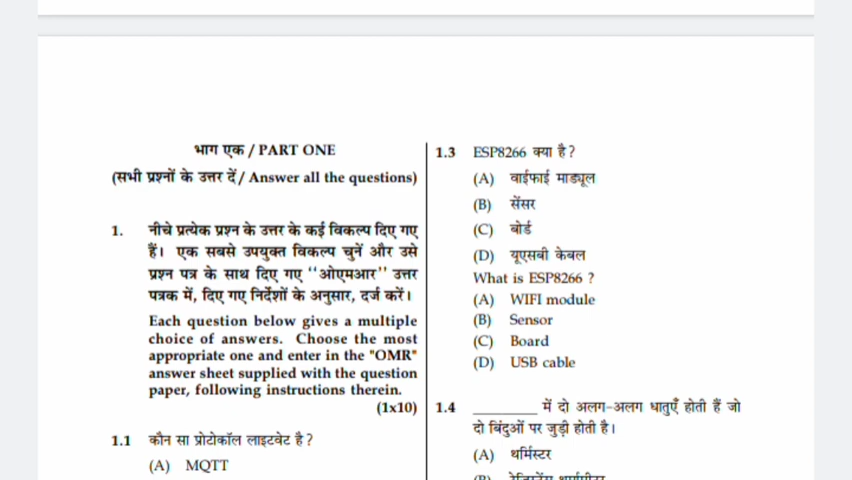 भाग एक / PART ONE
(सभी प्रश्नों के उत्तर दें / Answer all the questions)
1. नीचे प्रत्येक प्रश्न के उत्तर के कई विकल्प दिए गए
हैं। एक सबसे उपयुक्त विकल्प चुनें और उसे
प्रश्न पत्र के साथ दिए गए ‘‘ओएमआर’’ उत्तर
पत्रक में, दिए गए निर्देशों के अनुसार, दर्ज करें।
Each question below gives a multiple
choice of answers. Choose the most
appropriate one and enter in the "OMR"
answer sheet supplied with the question
paper, following instructions therein.
(1x10)
1.1 कौन सा प्रोटोकॉल लाइटवेट है ?
(A) MQTT
1.3 ESP8266 क्या है ?
(A) वाईफाई माड्यूल
(B) सेंसर
(C) बोर्ड
(D) यूएसबी केबल
What is ESP8266 ?
(A) WIFI module
(B) Sensor
(C) Board
(D) USB cable
1.4 ________ में दो अलग-अलग धातुएँ होती हैं जो
दो बिंदुओं पर जुड़ी होती है।
(A) थर्मिस्टर
(B)